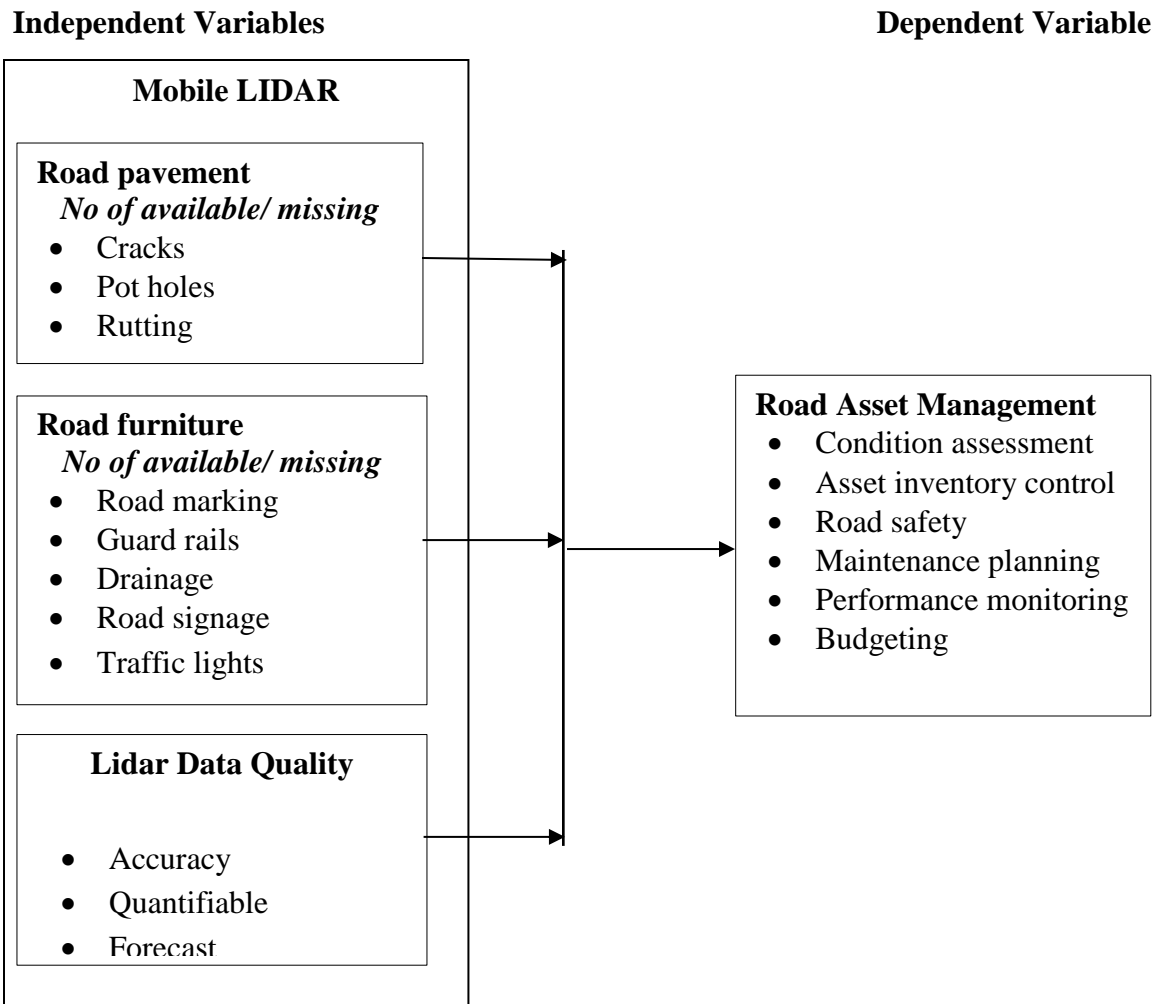 Independent Variables
Dependent Variable
Mobile LIDAR
Road pavement
No of available/ missing
• Cracks
• Pot holes
• Rutting
Road furniture
No of available/ missing
• Road marking
• Guard rails
• Drainage
• Road signage
• Traffic lights
Lidar Data Quality
• Accuracy
• Quantifiable
• Forecast
Road Asset Management
• Condition assessment
• Asset inventory control
• Road safety
• Maintenance planning
• Performance monitoring
• Budgeting